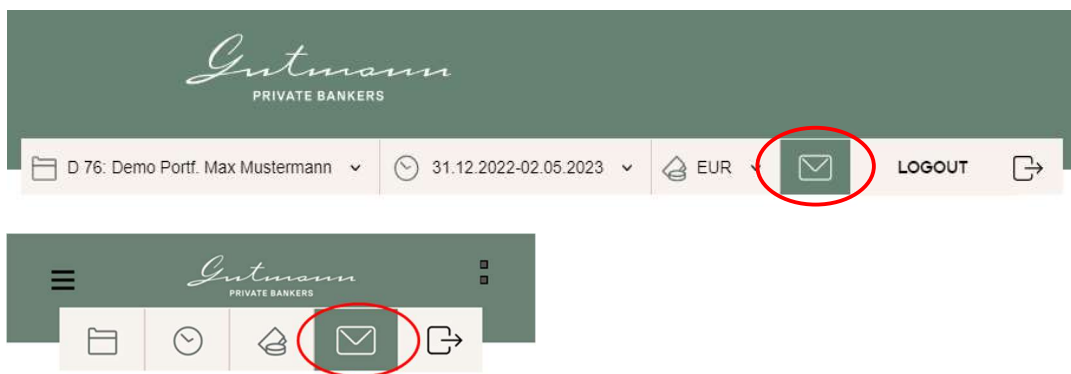 Gutmann
PRIVATE BANKERS
D 76: Demo Portf. Max Mustermann 31.12.2022-02.05.2023 EUR LOGOUT
Gutmann
PRIVATE BANKERS